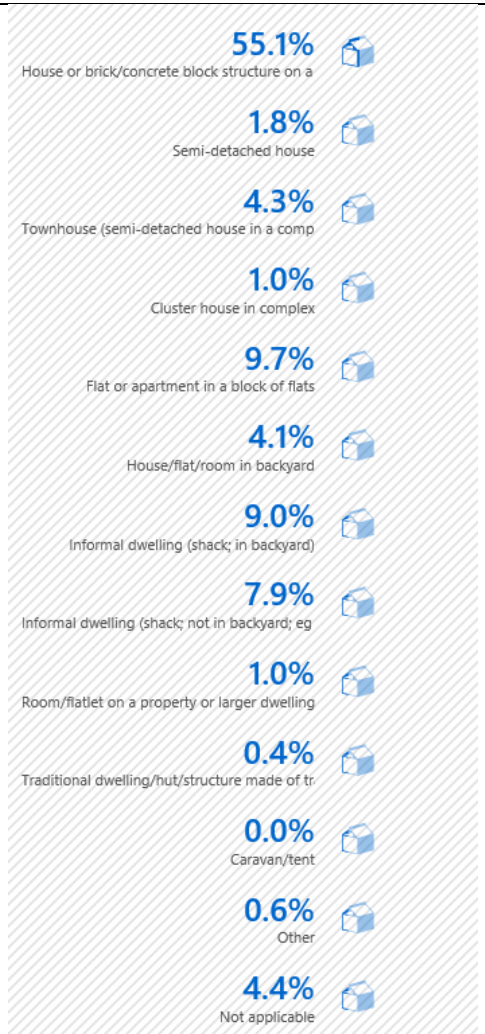 55.1%
House or brick/concrete block structure on a
1.8%
Semi-detached house
4.3%
Townhouse (semi-detached house in a comp
1.0%
Cluster house in complex
9.7%
Flat or apartment in a block of flats
4.1%
House/flat/room in backyard
9.0%
Informal dwelling (shack; in backyard)
7.9%
Informal dwelling (shack; not in backyard; eg
1.0%
Room/flatlet on a property or larger dwelling
0.4%
Traditional dwelling/hut/structure made of tr
0.0%
Caravan/tent
0.6%
Other
4.4%
Not applicable